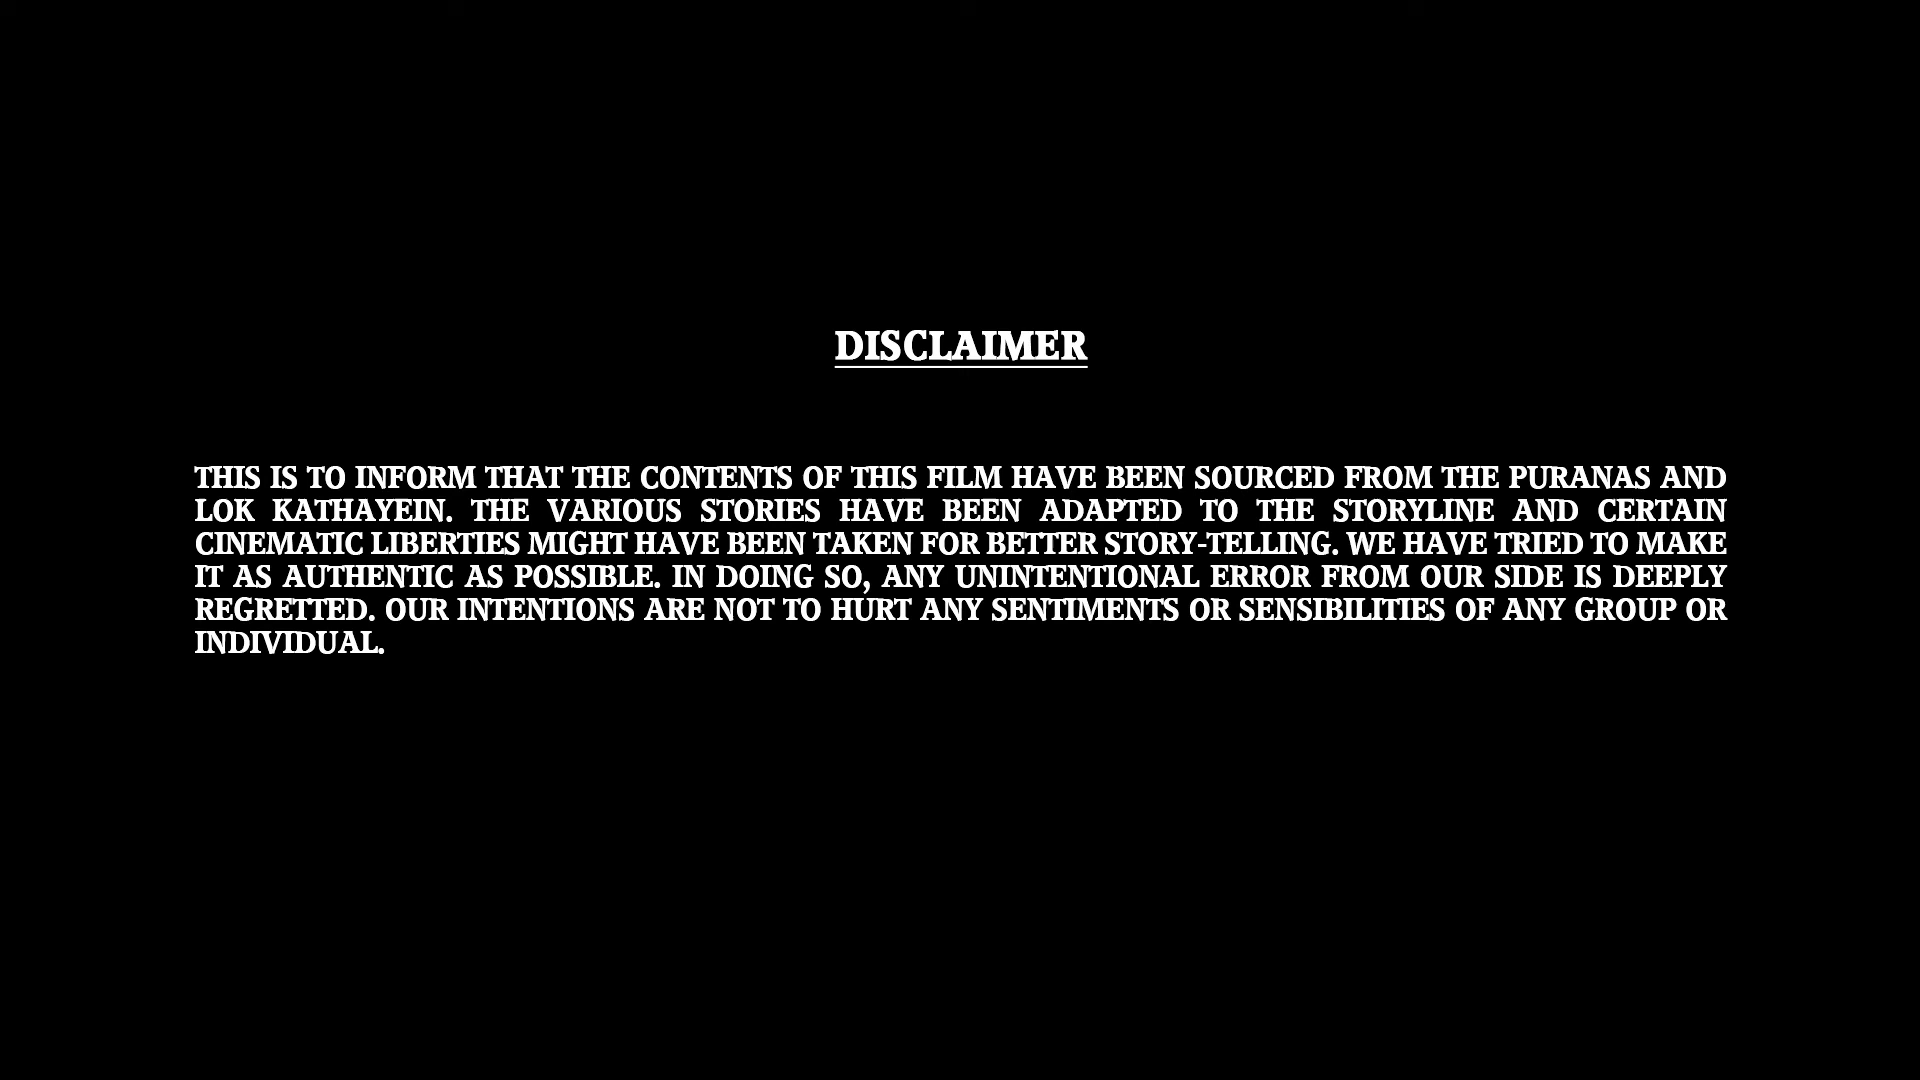 DISCLAIMER
THIS IS TO INFORM THAT THE CONTENTS OF THIS FILM HAVE BEEN SOURCED FROM THE PURANAS AND
LOK KATHAYEIN. THE VARIOUS STORIES HAVE BEEN ADAPTED TO THE STORYLINE AND CERTAIN
CINEMATIC LIBERTIES MIGHT HAVE BEEN TAKEN FOR BETTER STORY-TELLING. WE HAVE TRIED TO MAKE
IT AS AUTHENTIC AS POSSIBLE. IN DOING SO, ANY UNINTENTIONAL ERROR FROM OUR SIDE IS DEEPLY
REGRETTED. OUR INTENTIONS ARE NOT TO HURT ANY SENTIMENTS OR SENSIBILITIES OF ANY GROUP OR
INDIVIDUAL.